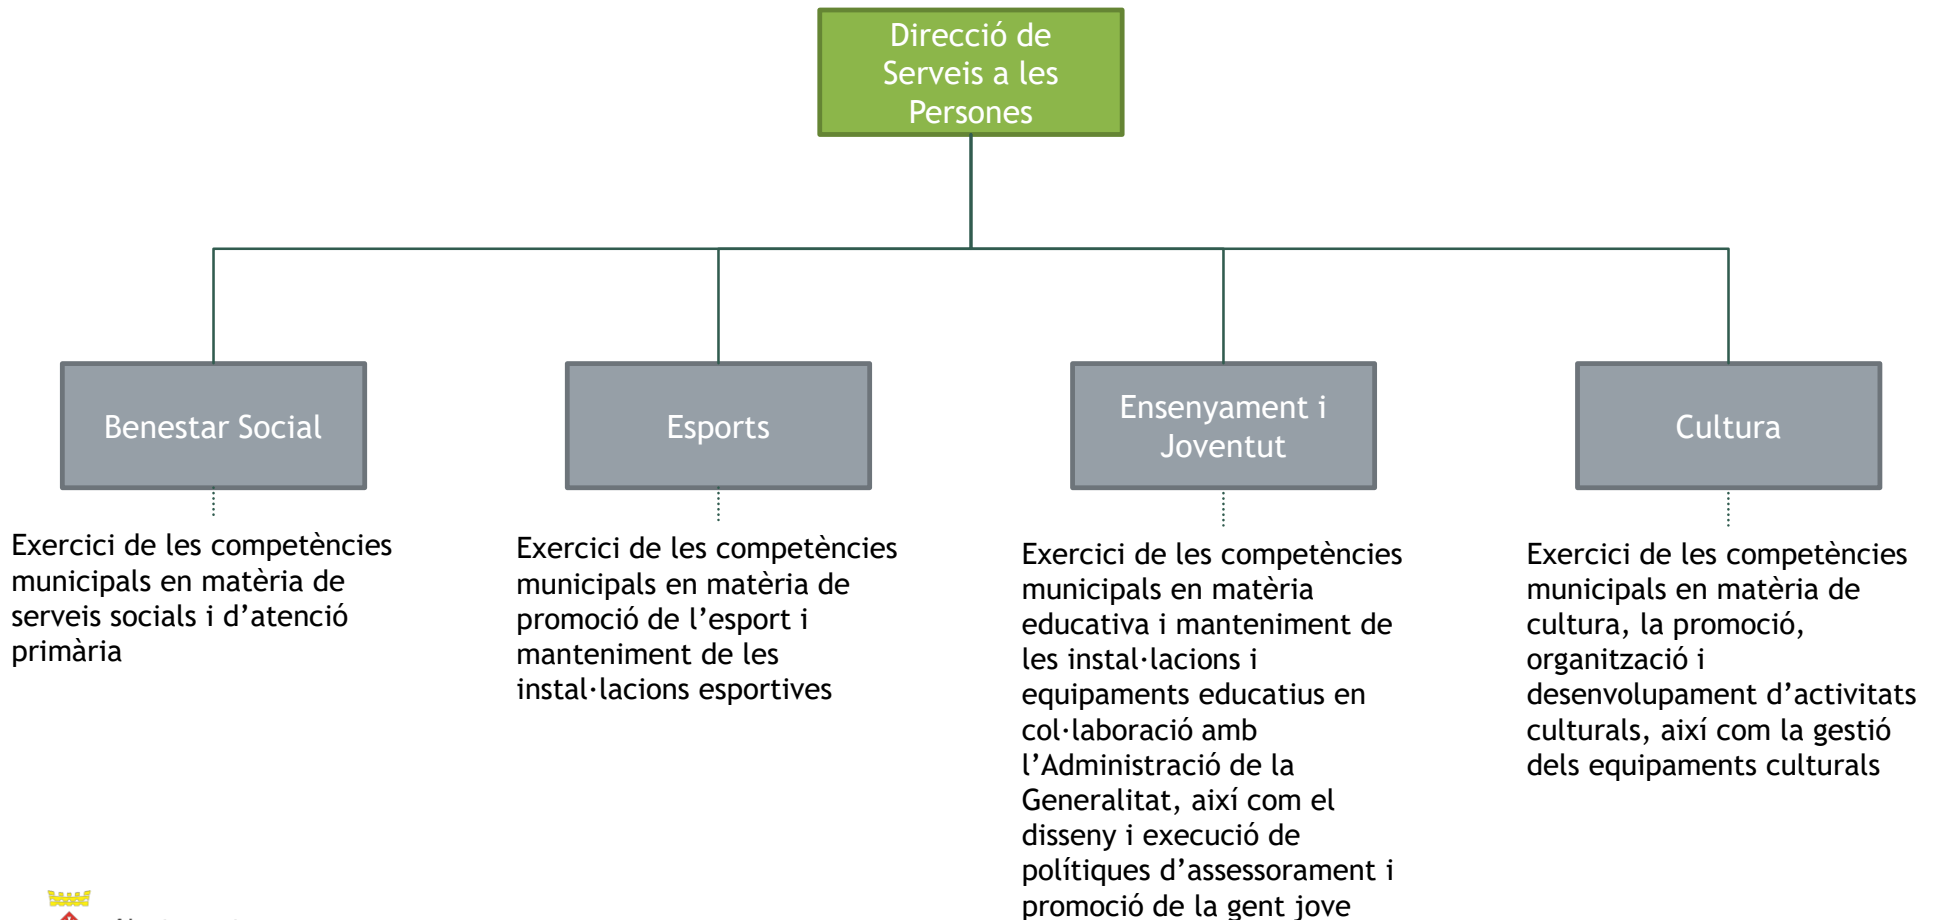 Direcció de
Serveis a les
Persones
Benestar Social
Esports
Ensenyament i
Joventut
Cultura
Exercici de les competències
municipals en matèria de
serveis socials i d’atenció
primària
Exercici de les competències
municipals en matèria de
promoció de l’esport i
manteniment de les
instal·lacions esportives
Exercici de les competències
municipals en matèria
educativa i manteniment de
les instal·lacions i
equipaments educatius en
col·laboració amb
l’Administració de la
Generalitat, així com el
disseny i execució de
polítiques d’assessorament i
promoció de la gent jove
Exercici de les competències
municipals en matèria de
cultura, la promoció,
organització i
desenvolupament d’activitats
culturals, així com la gestió
dels equipaments culturals